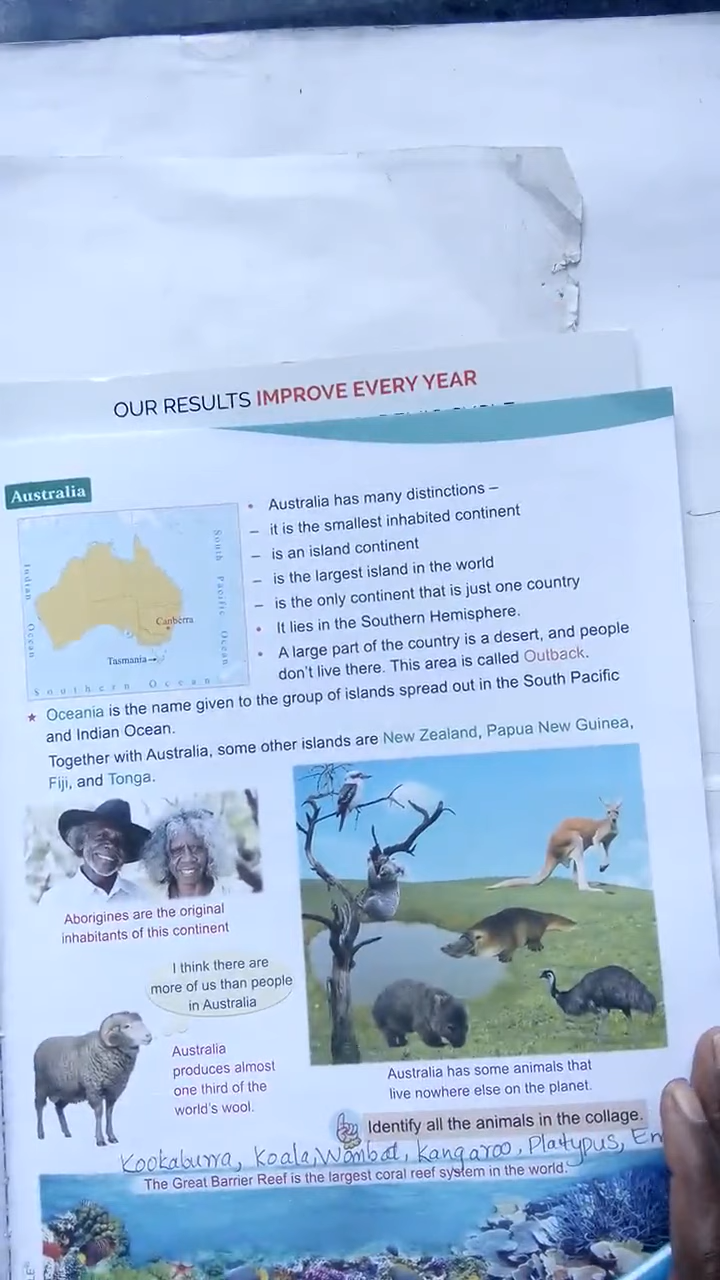 OUR RESULTS IMPROVE EVERY YEAR
Australia
• Australia has many distinctions –
– it is the smallest inhabited continent
– is an island continent
– is the largest island in the world
– is the only continent that is just one country
• It lies in the Southern Hemisphere.
• A large part of the country is a desert, and people
don't live there. This area is called Outback.
Indian Ocean
South Pacific Ocean
Canberra
Tasmania
Southern Ocean
★ Oceania is the name given to the group of islands spread out in the South Pacific
and Indian Ocean.
Together with Australia, some other islands are New Zealand, Papua New Guinea,
Fiji, and Tonga.
Aborigines are the original
inhabitants of this continent
I think there are
more of us than people
in Australia
Australia
produces almost
one third of the
world's wool.
Australia has some animals that
live nowhere else on the planet.
Identify all the animals in the collage.
Kookaburra, Koala, Wombat, Kangaroo, Platypus, Em
The Great Barrier Reef is the largest coral reef system in the world.